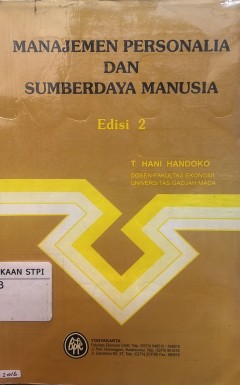 MANAJEMEN PERSONALIA
DAN
SUMBERDAYA MANUSIA
Edisi 2
T. HANI HANDOKO
DOSEN FAKULTAS EKONOMI
UNIVERSITAS GADJAH MADA
KAAN STPI
YOGYAKARTA